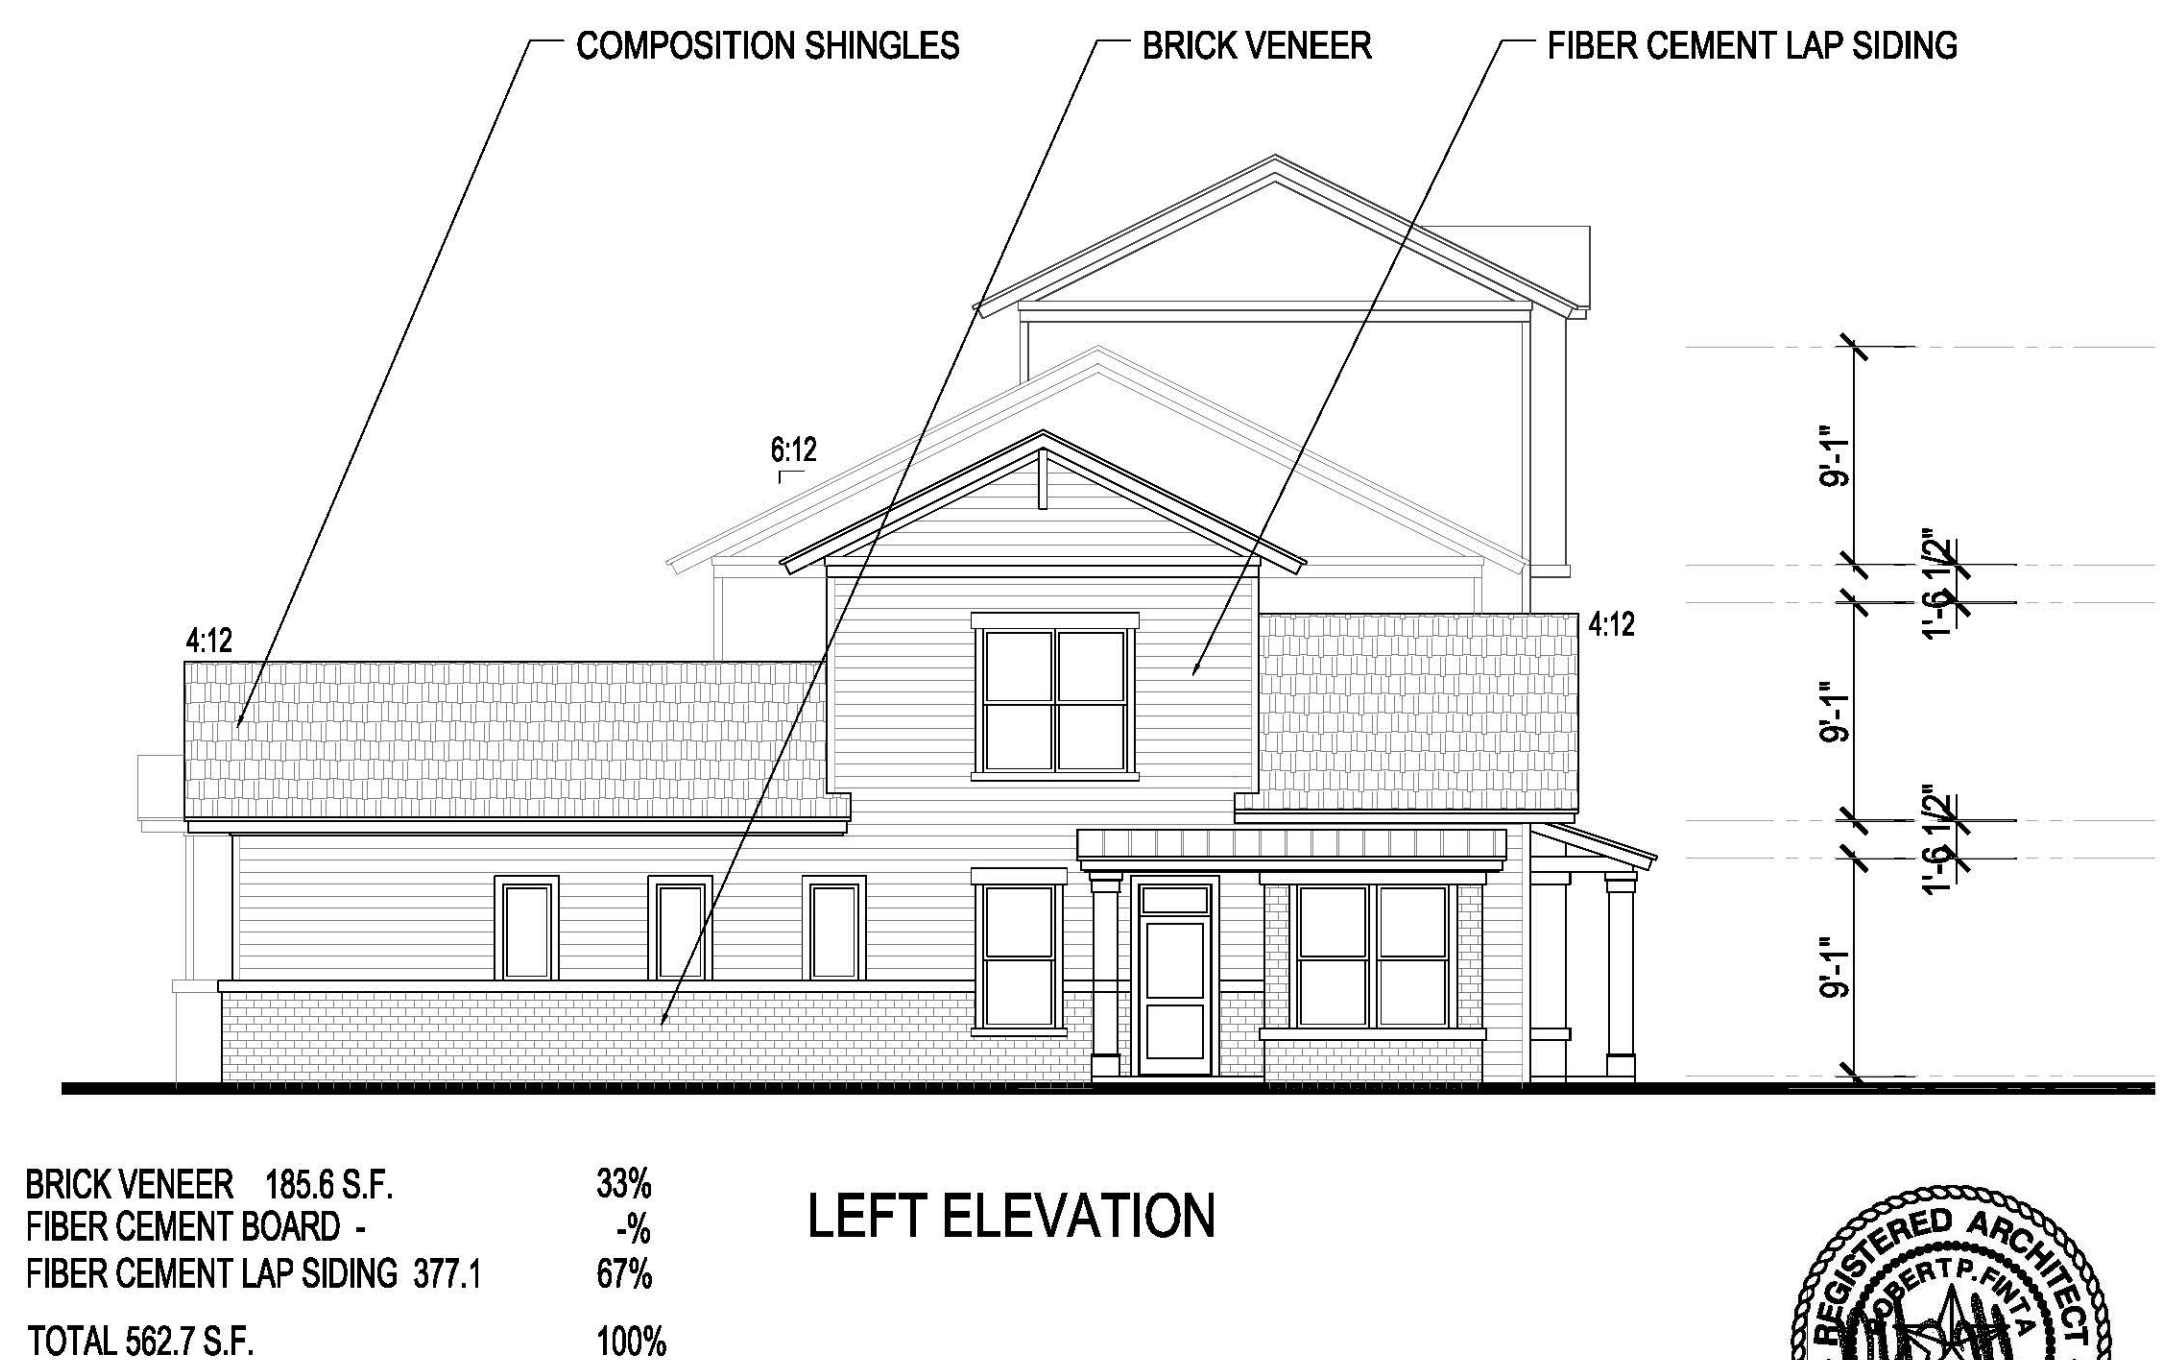 COMPOSITION SHINGLES
BRICK VENEER
FIBER CEMENT LAP SIDING
6:12
4:12
4:12
9'-1"
1'-6 1/2"
9'-1"
1'-6 1/2"
9'-1"
BRICK VENEER 185.6 S.F. 33%
FIBER CEMENT BOARD - -%
FIBER CEMENT LAP SIDING 377.1 67%
TOTAL 562.7 S.F. 100%
LEFT ELEVATION
REGISTERED ARCHITECT
ROBERT P. FINTA